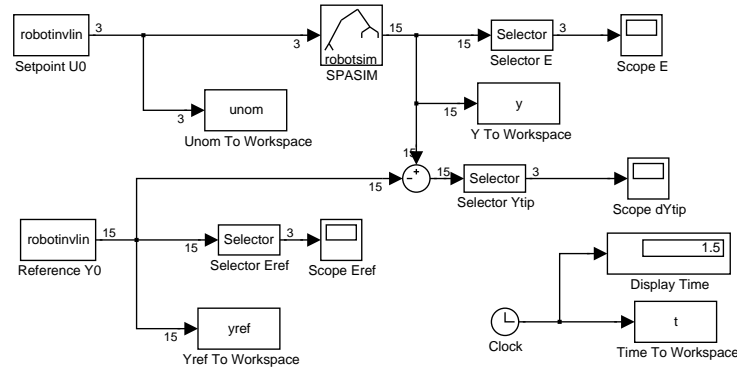 robotinvlin
3
Setpoint U0
3
robotsim
SPASIM
15
15
Selector
Selector E
3
Scope E
3
unom
Unom To Workspace
15
y
Y To Workspace
15
+
−
15
15
Selector
Selector Ytip
3
Scope dYtip
robotinvlin
15
Reference Y0
15
Selector
Selector Eref
3
Scope Eref
1.5
Display Time
15
yref
Yref To Workspace
Clock
t
Time To Workspace